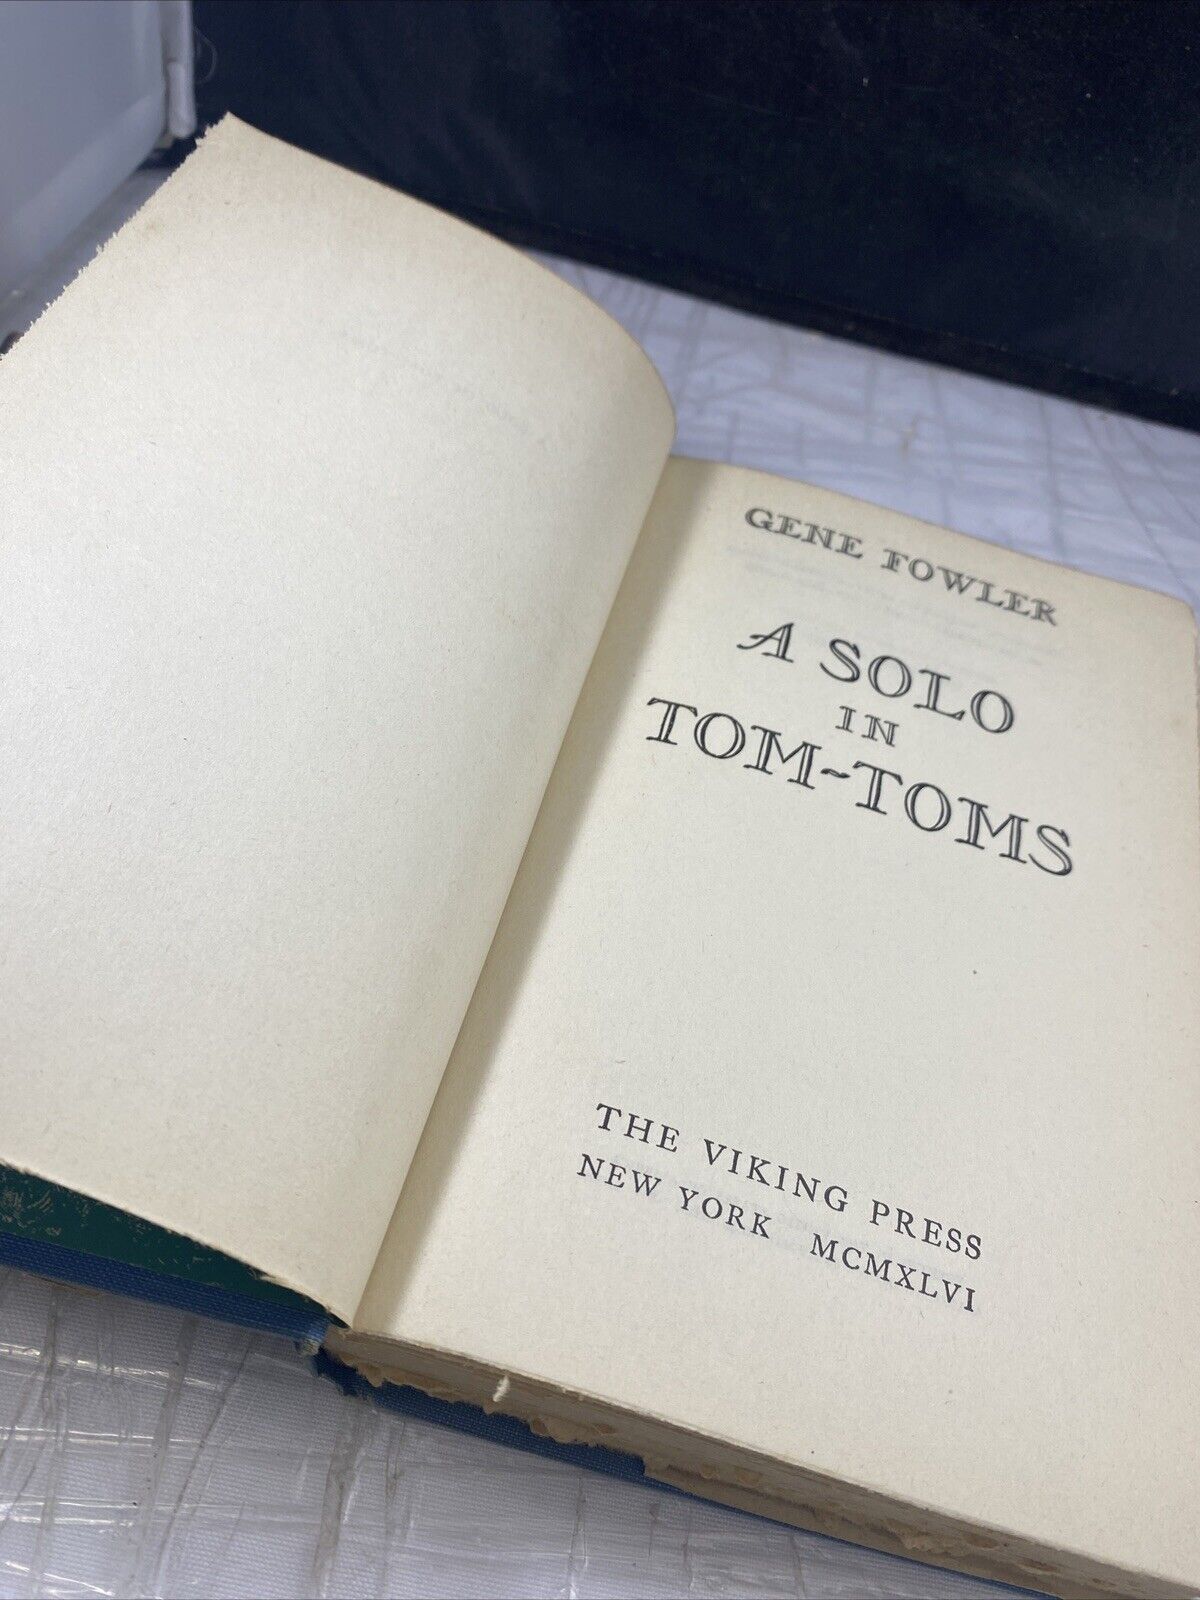 GENE FOWLER
A SOLO
IN
TOM-TOMS
THE VIKING PRESS
NEW YORK MCMXLVI